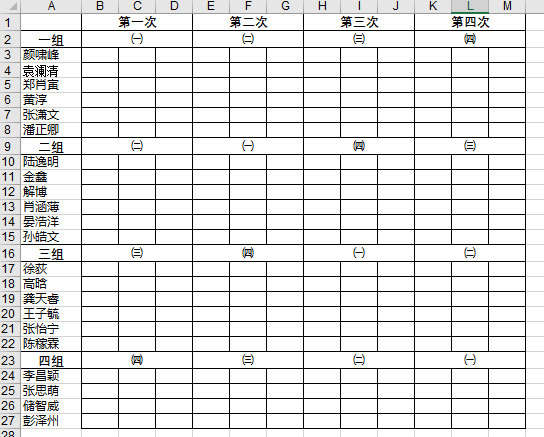 A B C D E F G H I J K L M
1 第一次 第二次 第三次 第四次
2 一组 ㈠ ㈡ ㈢ ㈣
3 颜啸峰
4 袁澜清
5 郑肖寅
6 黄淳
7 张潇文
8 潘正卿
9 二组 ㈡ ㈠ ㈣ ㈢
10 陆逸明
11 金鑫
12 解博
13 肖涵薄
14 晏浩洋
15 孙皓文
16 三组 ㈢ ㈣ ㈠ ㈡
17 徐荻
18 高晗
19 龚天睿
20 王子毓
21 张怡宁
22 陈稼霖
23 四组 ㈣ ㈢ ㈡ ㈠
24 李昌颖
25 张思萌
26 储智威
27 彭泽州
28